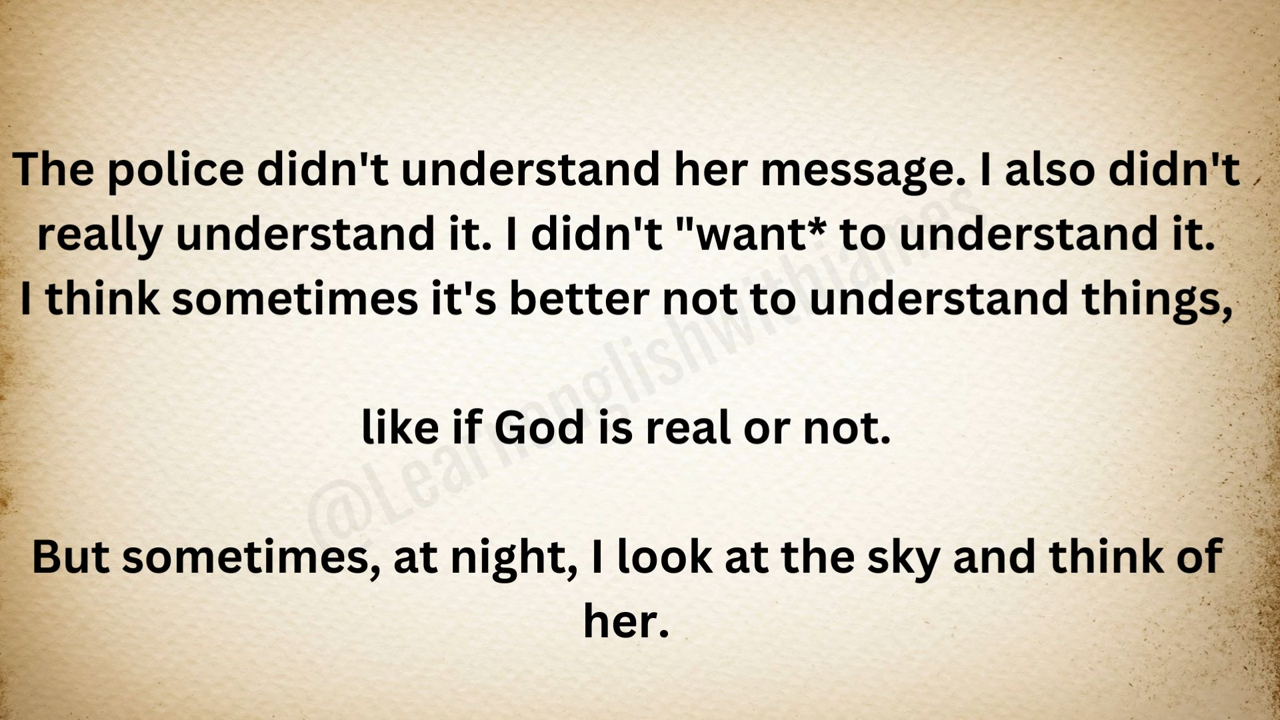 The police didn't understand her message. I also didn't
really understand it. I didn't "want* to understand it.
I think sometimes it's better not to understand things,
like if God is real or not.
But sometimes, at night, I look at the sky and think of
her.
@Learnenglishwithjames